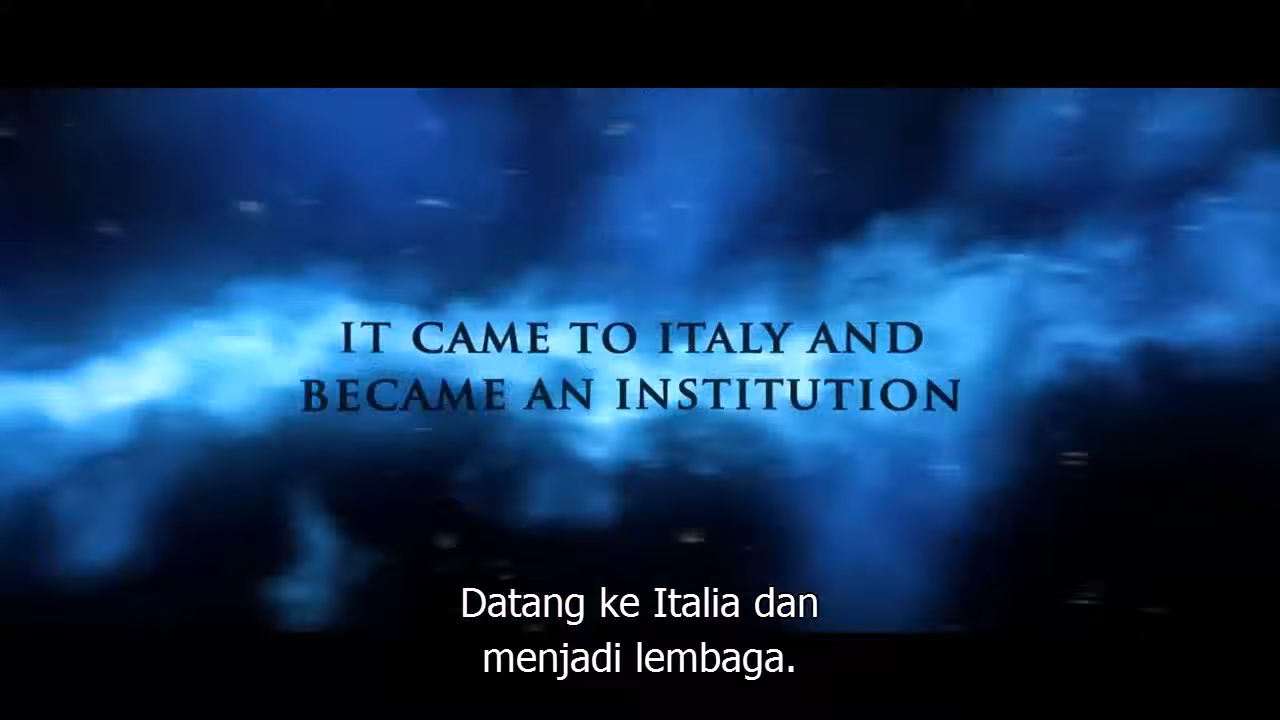 IT CAME TO ITALY AND
BECAME AN INSTITUTION
Datang ke Italia dan
menjadi lembaga.